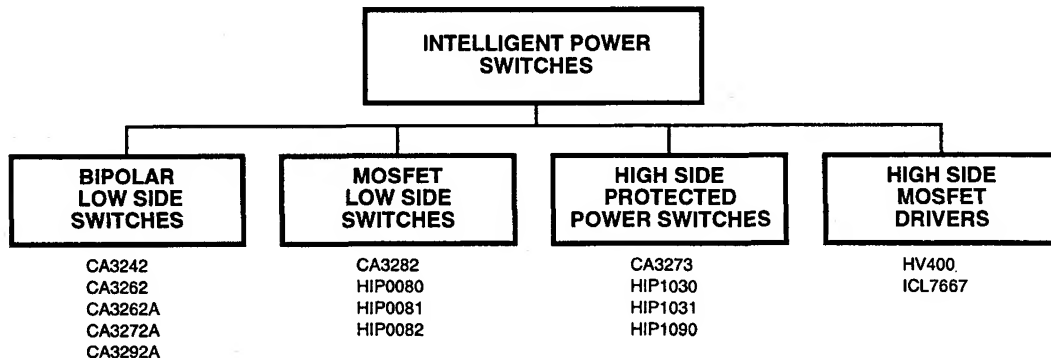 INTELLIGENT POWER
SWITCHES
BIPOLAR
LOW SIDE
SWITCHES
MOSFET
LOW SIDE
SWITCHES
HIGH SIDE
PROTECTED
POWER SWITCHES
HIGH SIDE
MOSFET
DRIVERS
CA3242
CA3262
CA3262A
CA3272A
CA3292A
CA3282
HIP0080
HIP0081
HIP0082
CA3273
HIP1030
HIP1031
HIP1090
HV400
ICL7667